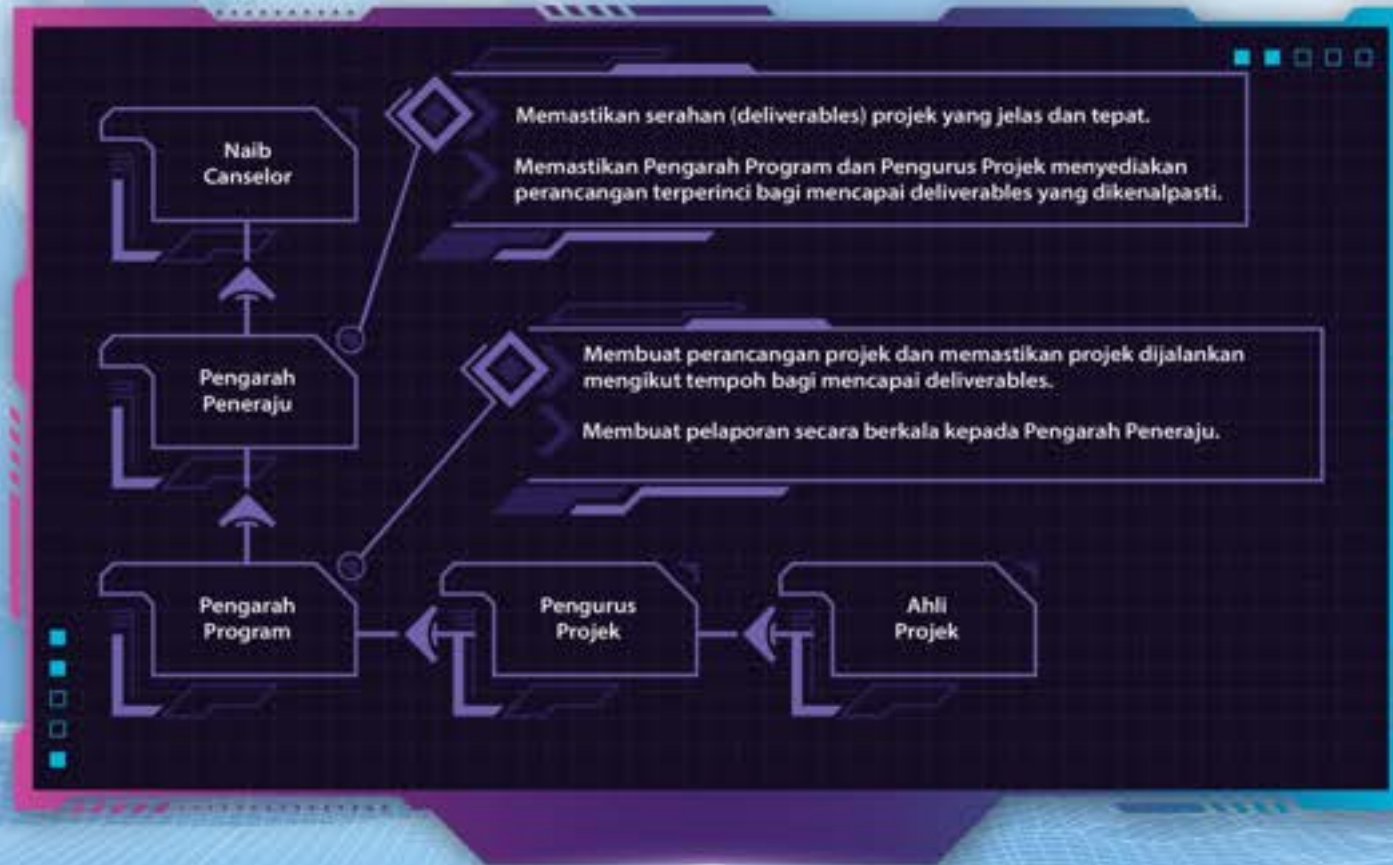 Naib
Canselor
Memastikan serahan (deliverables) projek yang jelas dan tepat.
Memastikan Pengarah Program dan Pengurus Projek menyediakan
perancangan terperinci bagi mencapai deliverables yang dikenalpasti.
Pengarah
Peneraju
Membuat perancangan projek dan memastikan projek dijalankan
mengikut tempoh bagi mencapai deliverables.
Membuat pelaporan secara berkala kepada Pengarah Peneraju.
Pengarah
Program
Pengurus
Projek
Ahli
Projek